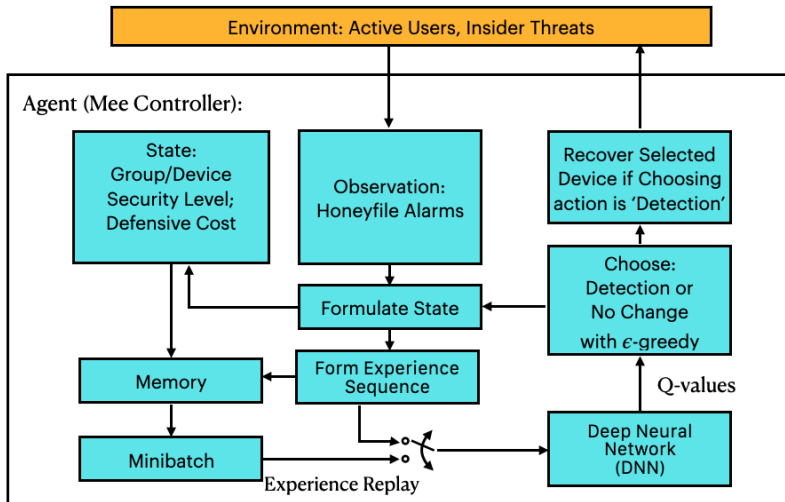 Environment: Active Users, Insider Threats
Agent (Mee Controller):
State:
Group/Device
Security Level;
Defensive Cost
Observation:
Honeyfile Alarms
Recover Selected
Device if Choosing
action is ‘Detection’
Formulate State
Choose:
Detection or
No Change
with ϵ-greedy
Memory
Form Experience
Sequence
Q-values
Minibatch
Experience Replay
Deep Neural
Network
(DNN)